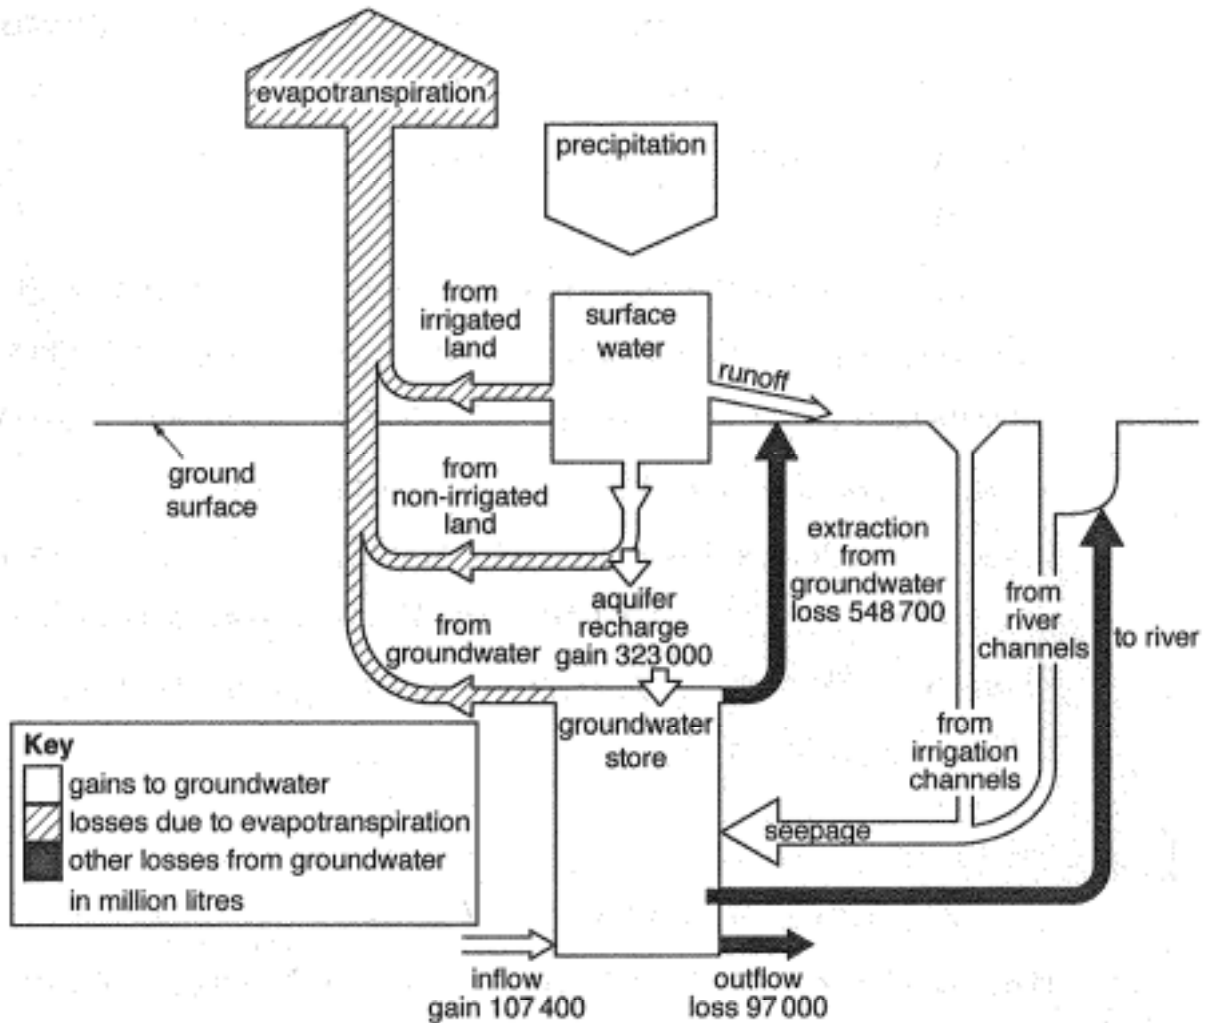 evapotranspiration
precipitation
from
irrigated
land
surface
water
runoff
ground
surface
from
non-irrigated
land
aquifer
recharge
gain 323 000
extraction
from
groundwater
loss 548 700
from
river
channels
to river
from
groundwater
groundwater
store
from
irrigation
channels
seepage
Key
gains to groundwater
losses due to evapotranspiration
other losses from groundwater
in million litres
inflow
gain 107 400
outflow
loss 97 000